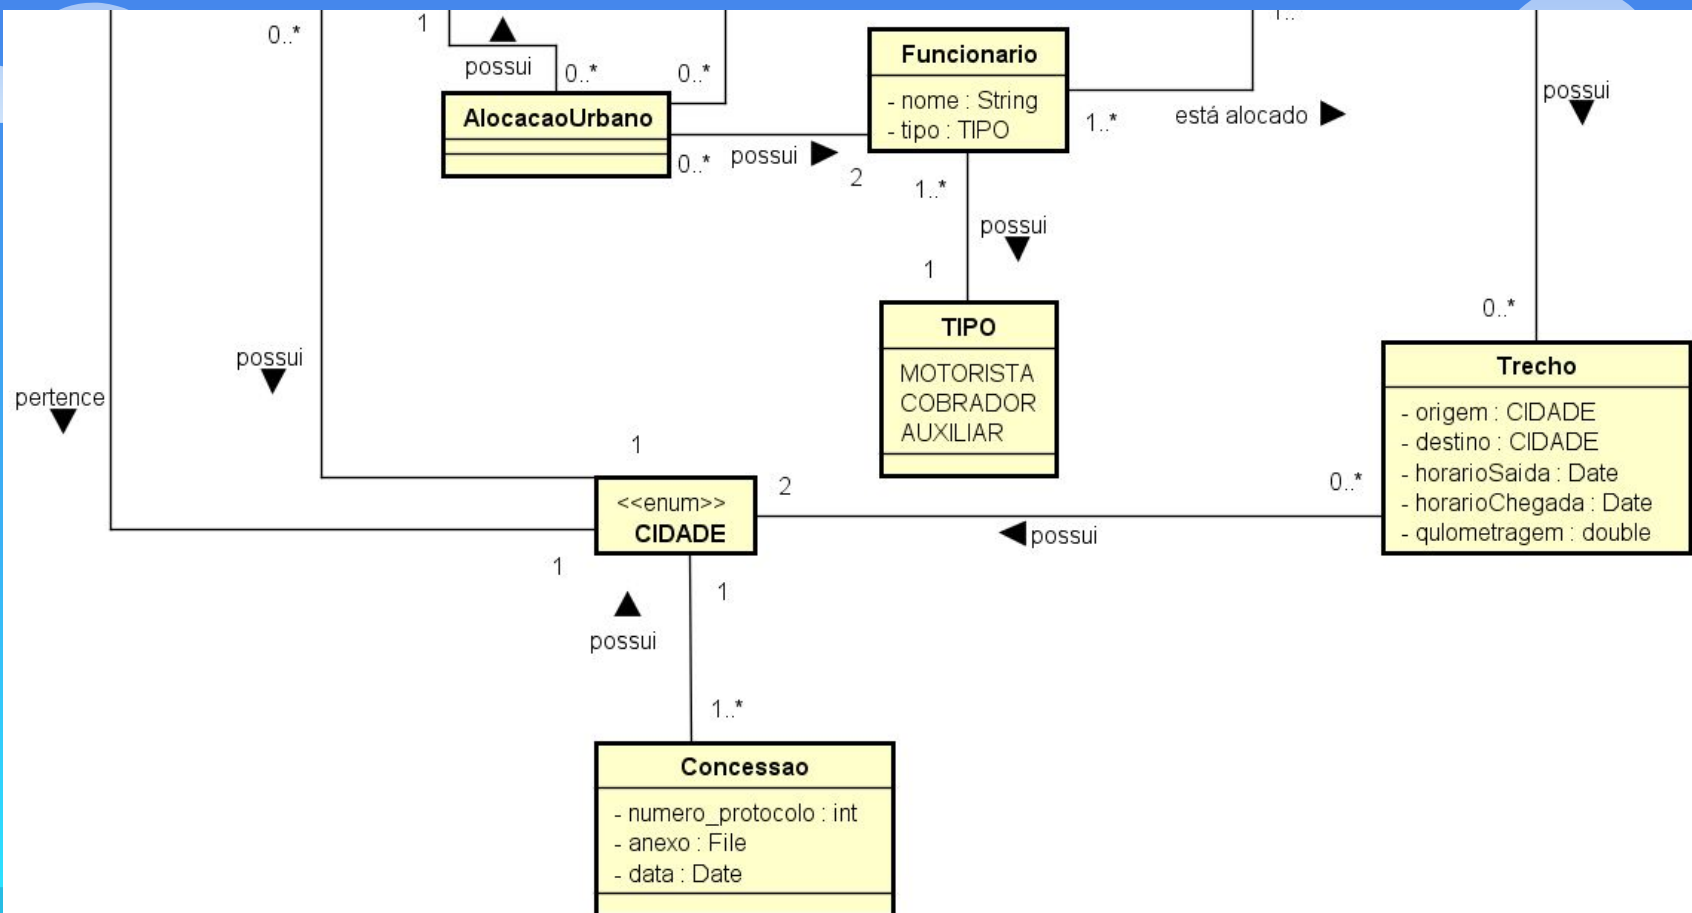 0..*
1
possui
0..*
0..*
AlocacaoUrbano
0..*
possui
2
Funcionario
- nome : String
- tipo : TIPO
1..*
está alocado
possui
1..*
possui
1
TIPO
MOTORISTA
COBRADOR
AUXILIAR
0..*
Trecho
- origem : CIDADE
- destino : CIDADE
- horarioSaida : Date
- horarioChegada : Date
- qulometragem : double
possui
pertence
1
<<enum>>
CIDADE
2
0..*
possui
1
1
possui
1..*
Concessao
- numero_protocolo : int
- anexo : File
- data : Date